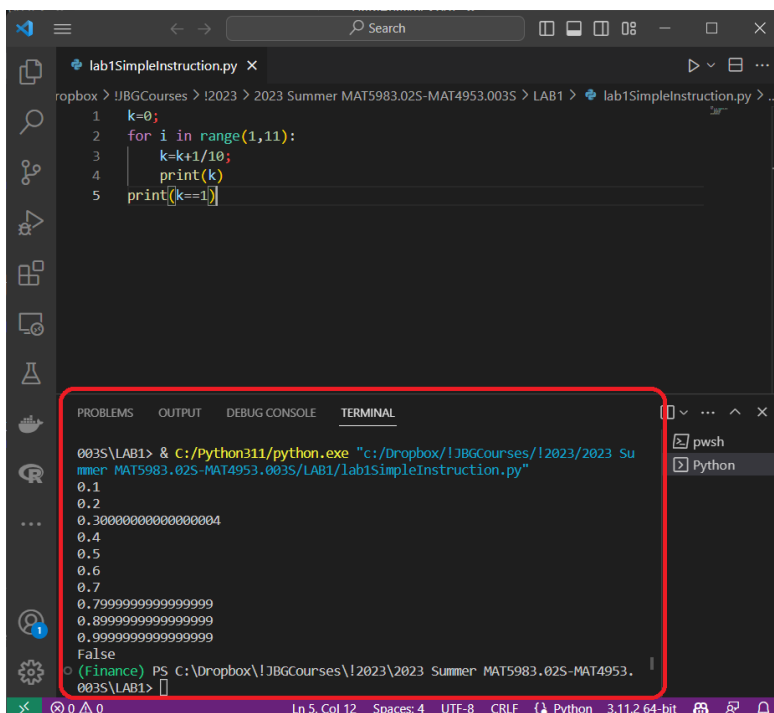 Search
lab1SimpleInstruction.py
ropbox > !JBGCourses > !2023 > 2023 Summer MAT5983.02S-MAT4953.003S > LAB1 > lab1SimpleInstruction.py > ..
1 k=0;
2 for i in range(1,11):
3 k=k+1/10;
4 print(k)
5 print(k==1)
PROBLEMS OUTPUT DEBUG CONSOLE TERMINAL
pwsh
Python
003S\LAB1> & C:/Python311/python.exe "c:/Dropbox/!JBGCourses/!2023/2023 Su
mmer MAT5983.02S-MAT4953.003S/LAB1/lab1SimpleInstruction.py"
0.1
0.2
0.30000000000000004
0.4
0.5
0.6
0.7
0.7999999999999999
0.8999999999999999
0.9999999999999999
False
(Finance) PS C:\Dropbox\!JBGCourses\!2023\2023 Summer MAT5983.02S-MAT4953.
003S\LAB1>
1
0 0 Ln 5, Col 12 Spaces: 4 UTF-8 CRLF Python 3.11.2 64-bit